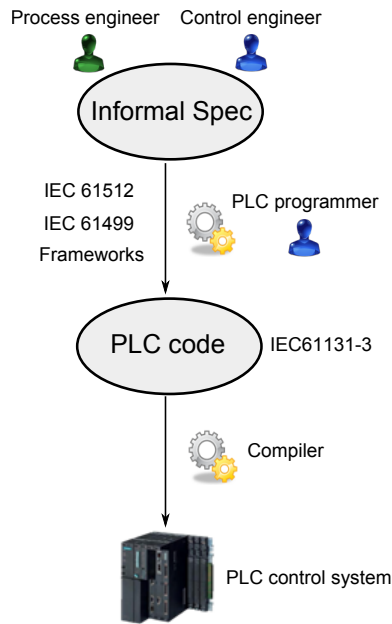 Process engineer
Control engineer
Informal Spec
IEC 61512
IEC 61499
Frameworks
PLC programmer
PLC code
IEC61131-3
Compiler
PLC control system